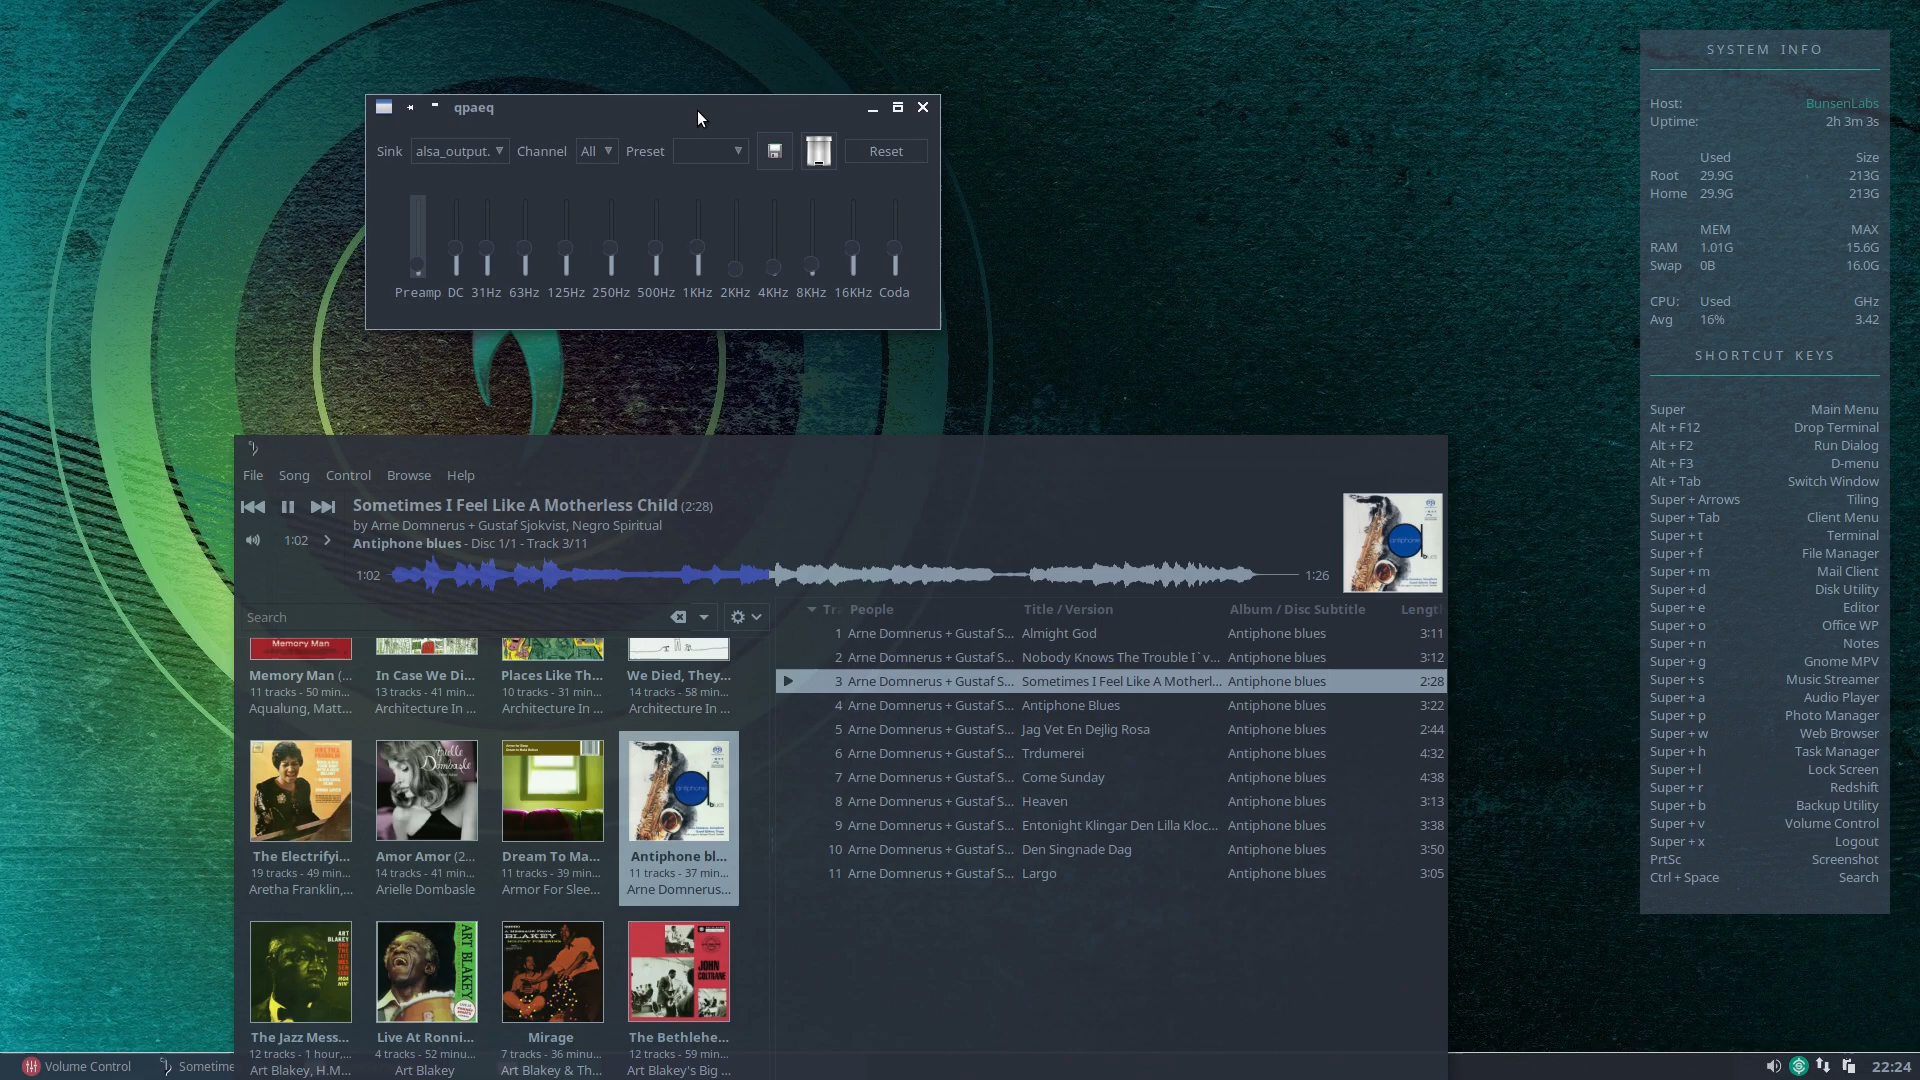 qpaeq
Sink alsa_output. Channel All Preset Reset
Preamp DC 31Hz 63Hz 125Hz 250Hz 500Hz 1KHz 2KHz 4KHz 8KHz 16KHz Coda
File Song Control Browse Help
Sometimes I Feel Like A Motherless Child (2:28)
by Arne Domnerus + Gustaf Sjokvist, Negro Spiritual
1:02
Antiphone blues - Disc 1/1 - Track 3/11
1:02 1:26
Search
Memory Man
Memory Man (... In Case We Di... Places Like Th... We Died, They...
11 tracks - 50 min... 13 tracks - 41 min... 10 tracks - 31 min... 14 tracks - 58 min...
Aqualung, Matt... Architecture In ... Architecture In ... Architecture In ...
The Electrifyi... Amor Amor (2... Dream To Ma... Antiphone bl...
19 tracks - 49 min... 14 tracks - 41 min... 11 tracks - 39 min... 11 tracks - 37 min...
Aretha Franklin,... Arielle Dombasle Armor For Slee... Arne Domnerus...
ART BLAKEY
ART BLAKEY
JOHN COLTRANE
The Jazz Mess... Live At Ronni... Mirage The Bethlehe...
12 tracks - 1 hour,... 4 tracks - 52 minu... 7 tracks - 36 minu... 12 tracks - 59 min...
Art Blakey, H.M... Art Blakey Art Blakey & Th... Art Blakey's Big ...
Tr People Title / Version Album / Disc Subtitle Lengt
1 Arne Domnerus + Gustaf S... Almight God Antiphone blues 3:11
2 Arne Domnerus + Gustaf S... Nobody Knows The Trouble I`v... Antiphone blues 3:12
3 Arne Domnerus + Gustaf S... Sometimes I Feel Like A Motherl... Antiphone blues 2:28
4 Arne Domnerus + Gustaf S... Antiphone Blues Antiphone blues 3:22
5 Arne Domnerus + Gustaf S... Jag Vet En Dejlig Rosa Antiphone blues 2:44
6 Arne Domnerus + Gustaf S... Trdumerei Antiphone blues 4:32
7 Arne Domnerus + Gustaf S... Come Sunday Antiphone blues 4:38
8 Arne Domnerus + Gustaf S... Heaven Antiphone blues 3:13
9 Arne Domnerus + Gustaf S... Entonight Klingar Den Lilla Kloc... Antiphone blues 3:38
10 Arne Domnerus + Gustaf S... Den Singnade Dag Antiphone blues 3:50
11 Arne Domnerus + Gustaf S... Largo Antiphone blues 3:05
SYSTEM INFO
Host: BunsenLabs
Uptime: 2h 3m 3s
Used Size
Root 29.9G 213G
Home 29.9G 213G
MEM MAX
RAM 1.01G 15.6G
Swap 0B 16.0G
CPU: Used GHz
Avg 16% 3.42
SHORTCUT KEYS
Super Main Menu
Alt + F12 Drop Terminal
Alt + F2 Run Dialog
Alt + F3 D-menu
Alt + Tab Switch Window
Super + Arrows Tiling
Super + Tab Client Menu
Super + t Terminal
Super + f File Manager
Super + m Mail Client
Super + d Disk Utility
Super + e Editor
Super + o Office WP
Super + n Notes
Super + g Gnome MPV
Super + s Music Streamer
Super + a Audio Player
Super + p Photo Manager
Super + w Web Browser
Super + h Task Manager
Super + l Lock Screen
Super + r Redshift
Super + b Backup Utility
Super + v Volume Control
Super + x Logout
PrtSc Screenshot
Ctrl + Space Search
Volume Control Sometime 22:24